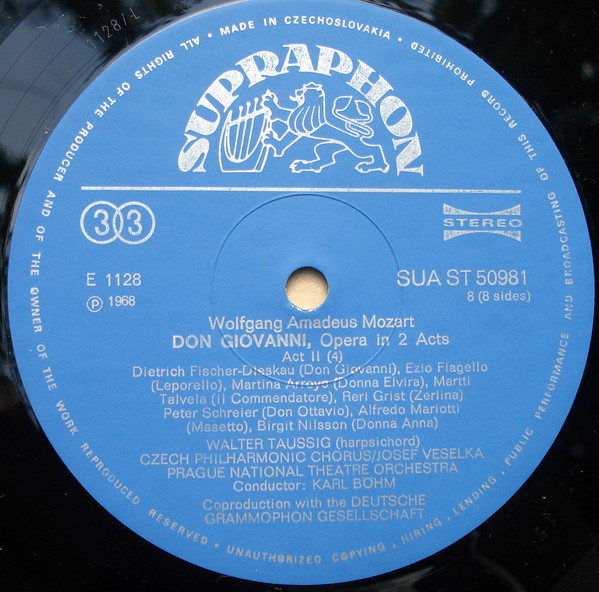 MADE IN CZECHOSLOVAKIA • ALL RIGHTS OF THE PRODUCER AND OF THE OWNER OF THE WORK REPRODUCED RESERVED • UNAUTHORIZED COPYING, HIRING, LENDING, PUBLIC PERFORMANCE AND BROADCASTING OF THIS RECORD PROHIBITED •
SUPRAPHON
33
STEREO
E 1128
SUA ST 50981
Ⓟ 1968
8 (8 sides)
Wolfgang Amadeus Mozart
DON GIOVANNI, Opera in 2 Acts
Act II (4)
Dietrich Fischer-Dieskau (Don Giovanni), Ezio Flagello
(Leporello), Martina Arroyo (Donna Elvira), Martti
Talvela (Il Commendatore), Reri Grist (Zerlina)
Peter Schreier (Don Ottavio), Alfredo Mariotti
(Masetto), Birgit Nilsson (Donna Anna)
WALTER TAUSSIG (harpsichord)
CZECH PHILHARMONIC CHORUS/JOSEF VESELKA
PRAGUE NATIONAL THEATRE ORCHESTRA
Conductor: KARL BÖHM
Coproduction with the DEUTSCHE
GRAMMOPHON GESELLSCHAFT